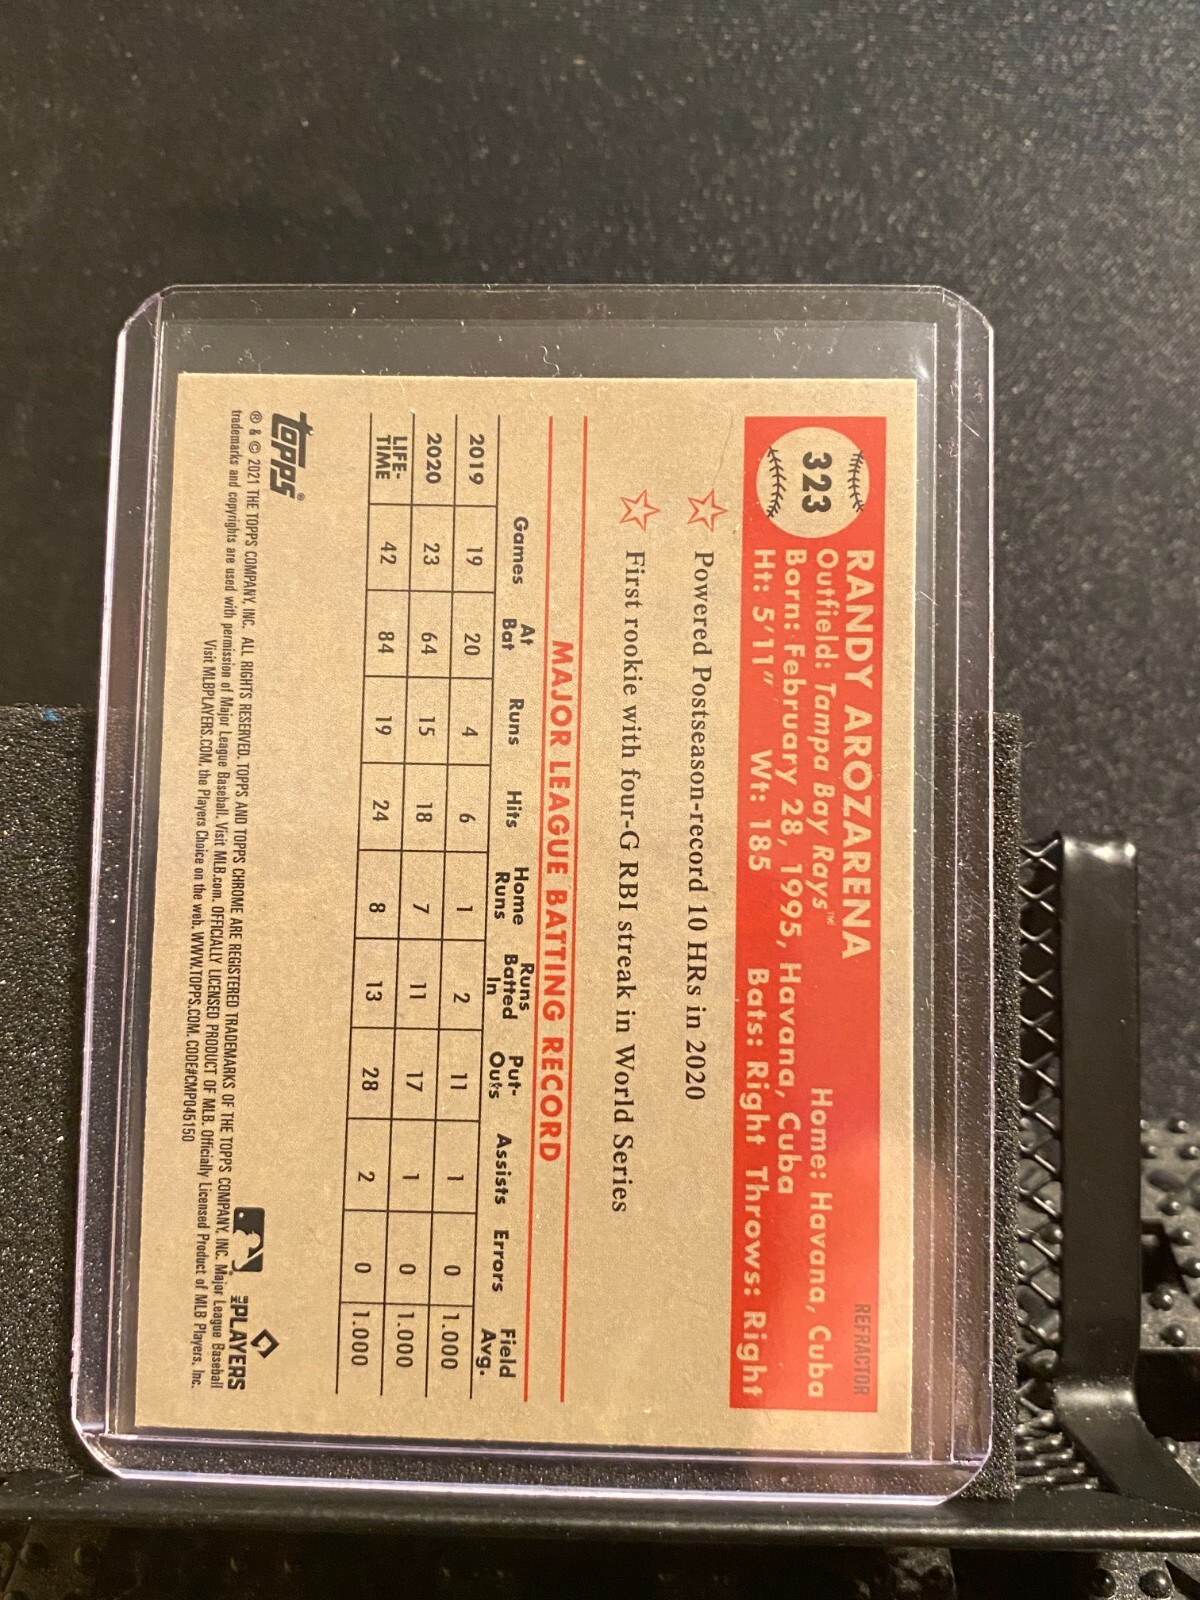 323
RANDY AROZARENA
REFRACTOR
Outfield: Tampa Bay Rays™ Home: Havana, Cuba
Born: February 28, 1995, Havana, Cuba
Ht: 5'11" Wt: 185 Bats: Right Throws: Right
Powered Postseason-record 10 HRs in 2020
First rookie with four-G RBI streak in World Series
MAJOR LEAGUE BATTING RECORD
Games At Bat Runs Hits Home Runs Runs Batted In Put-Outs Assists Errors Field Avg.
2019 19 20 4 6 1 2 11 1 0 1.000
2020 23 64 15 18 7 11 17 1 0 1.000
LIFE-TIME 42 84 19 24 8 13 28 2 0 1.000
topps®
THE PLAYERS
® & © 2021 THE TOPPS COMPANY, INC. ALL RIGHTS RESERVED. TOPPS AND TOPPS CHROME ARE REGISTERED TRADEMARKS OF THE TOPPS COMPANY, INC. Major League Baseball
trademarks and copyrights are used with permission of Major League Baseball. Visit MLB.com. OFFICIALLY LICENSED PRODUCT OF MLB. Officially Licensed Product of MLB Players, Inc.
Visit MLBPLAYERS.COM, the Players Choice on the web. WWW.TOPPS.COM. CODE#CMP045150